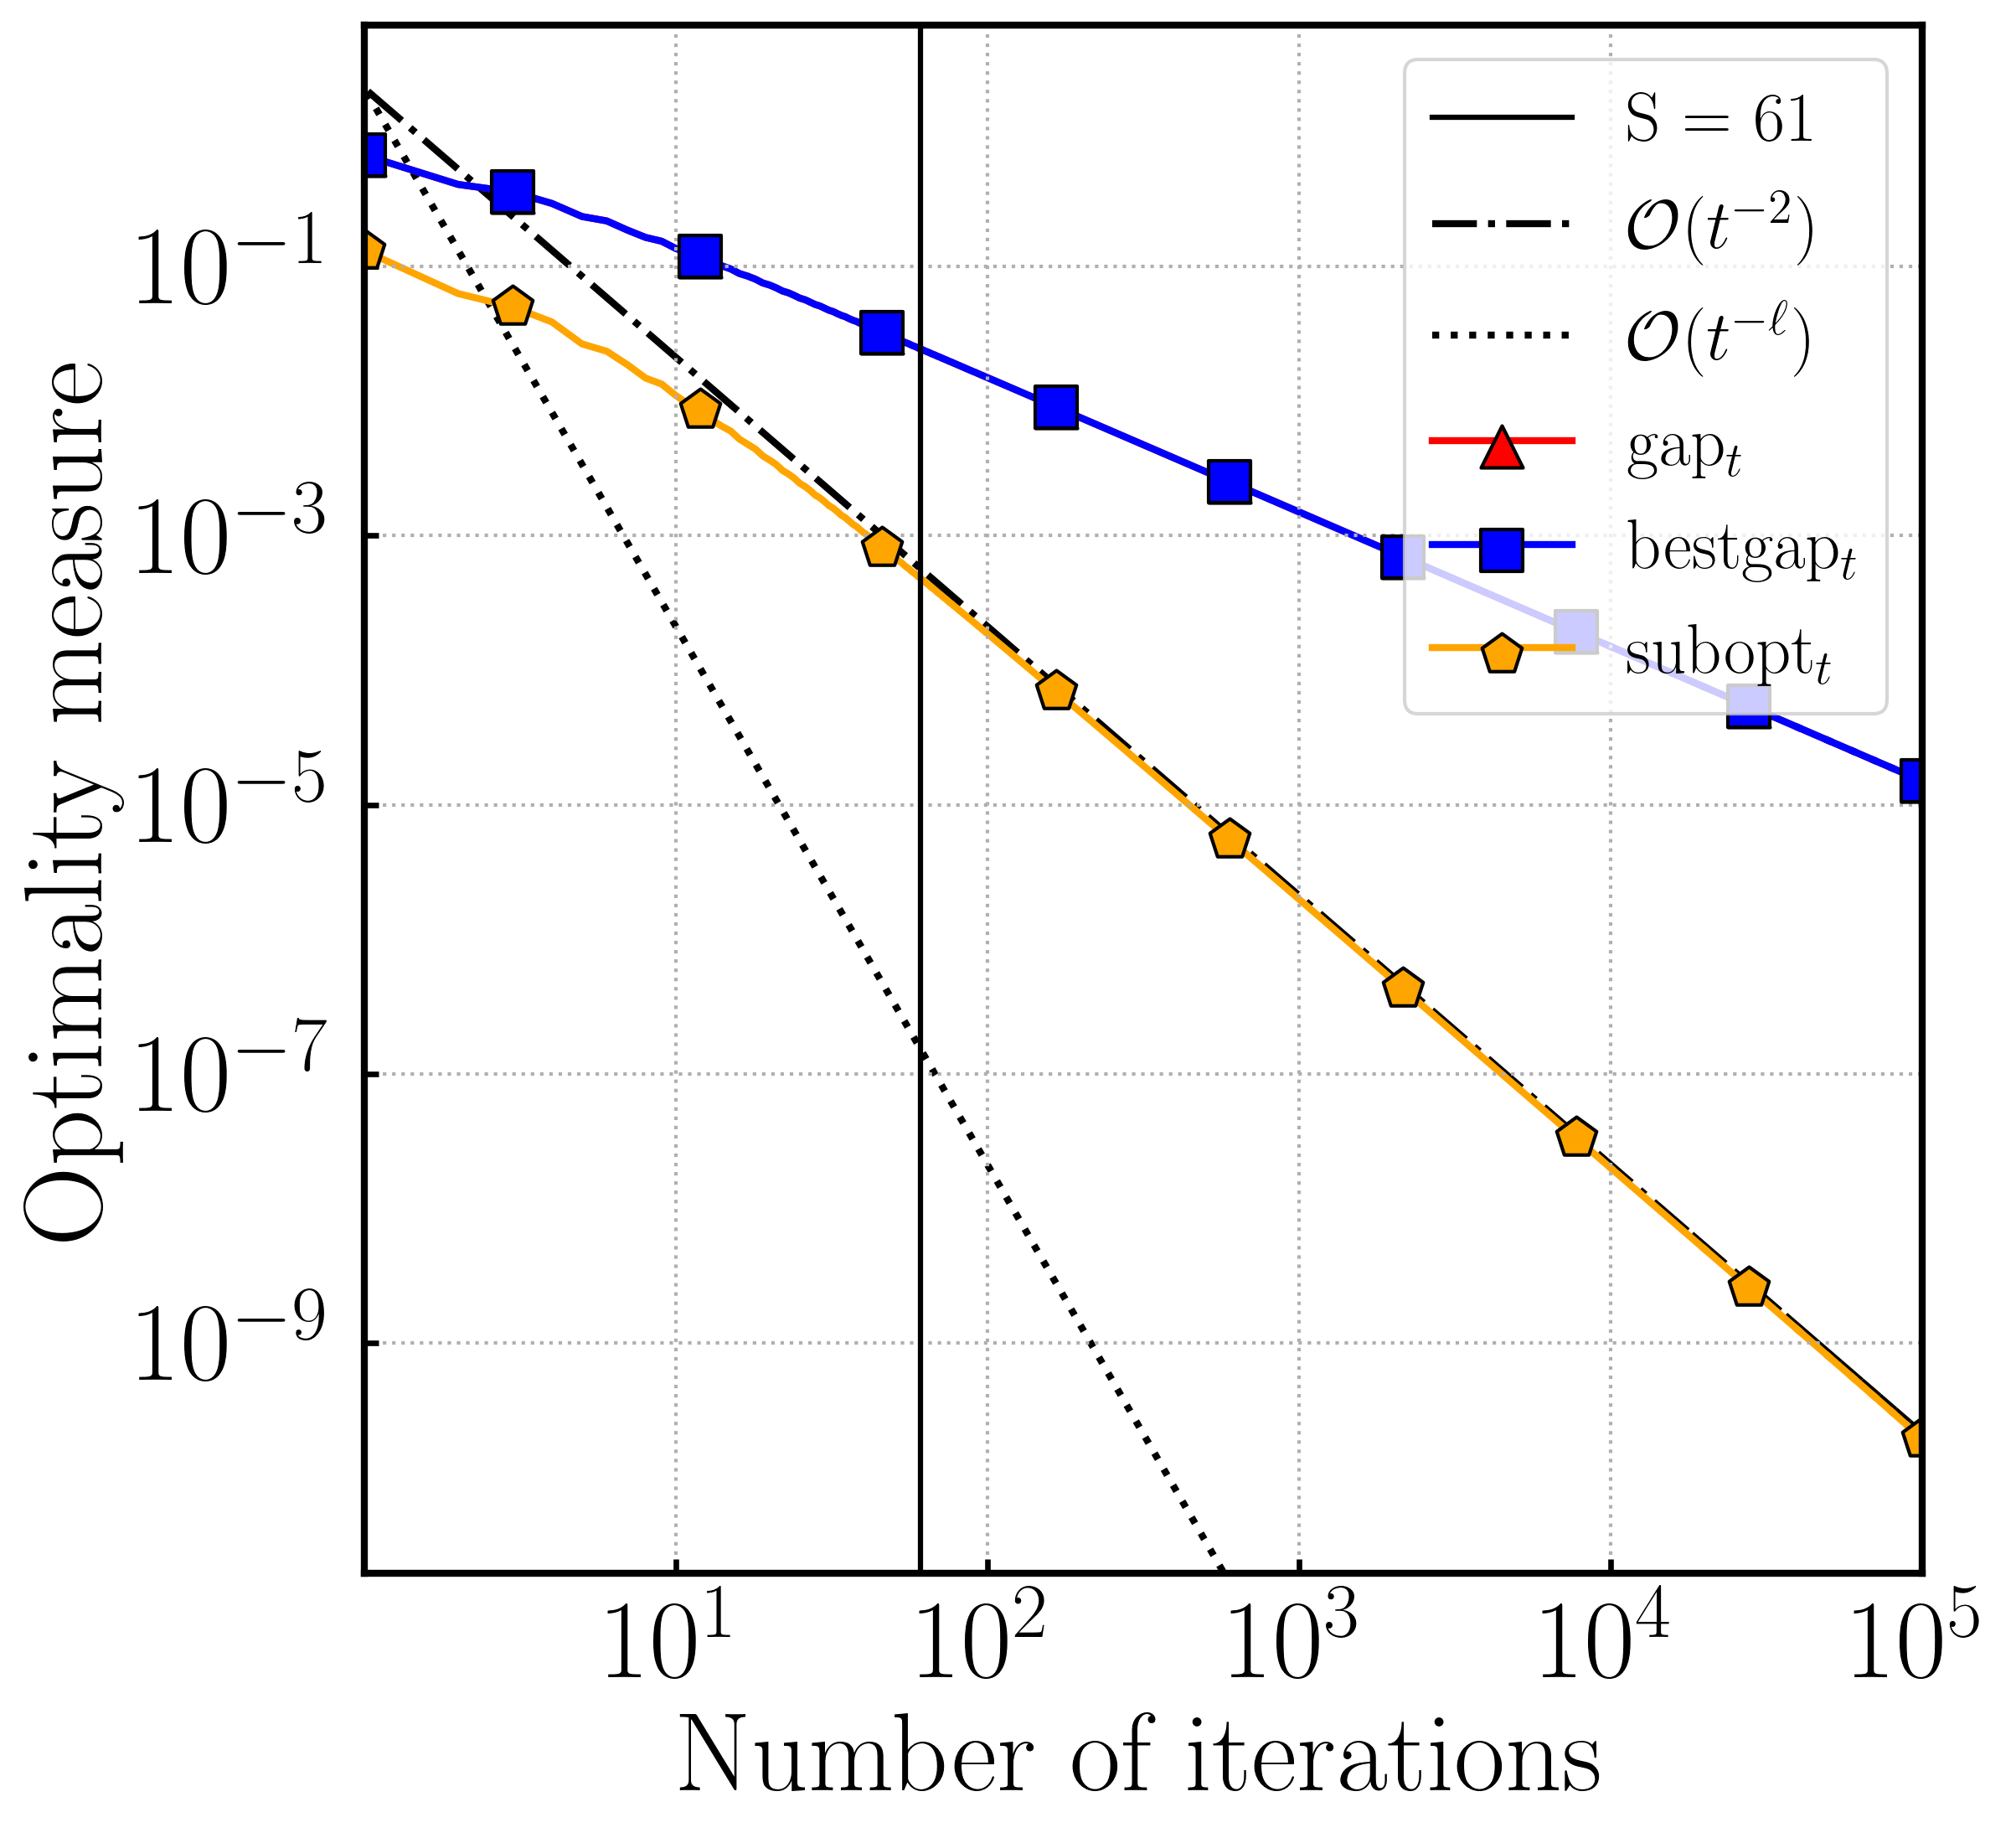 Optimality measure
10⁻¹
10⁻³
10⁻⁵
10⁻⁷
10⁻⁹
S = 61
𝒪(t⁻²)
𝒪(t^{−ℓ})
gapₜ
bestgapₜ
suboptₜ
10¹ 10² 10³ 10⁴ 10⁵
Number of iterations